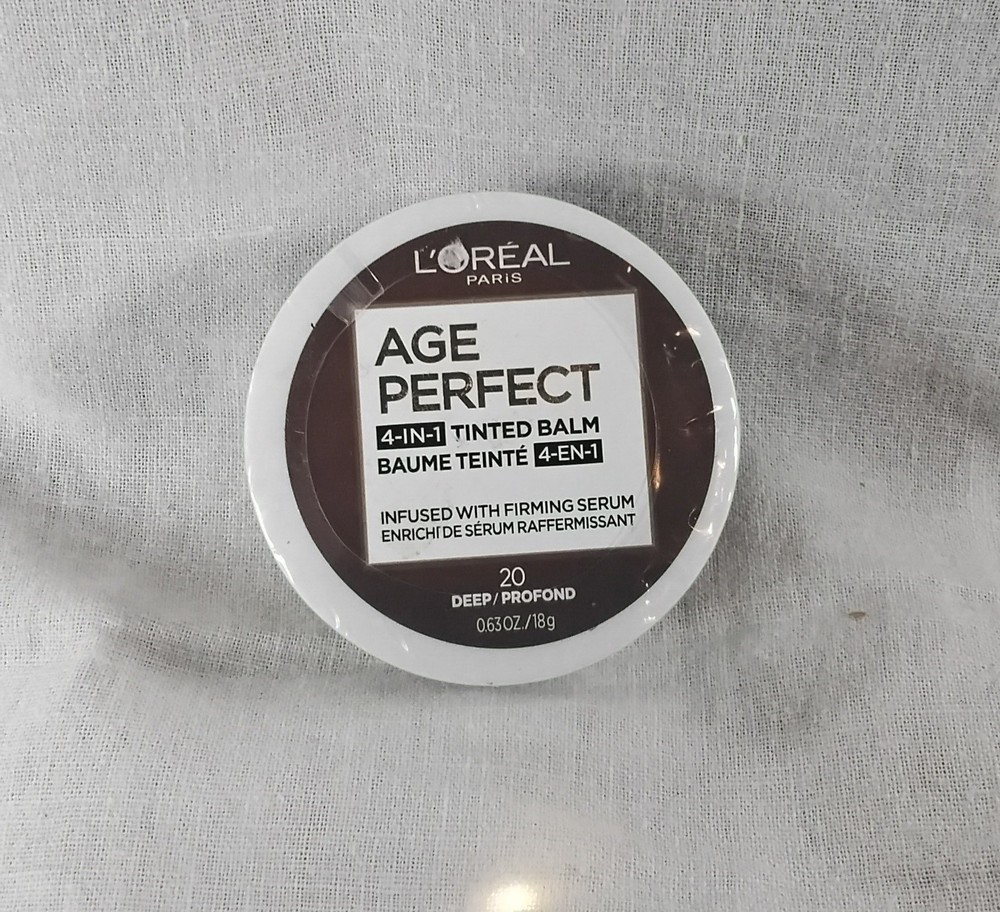 L'ORÉAL
PARIS
AGE
PERFECT
4-IN-1 TINTED BALM
BAUME TEINTÉ 4-EN-1
INFUSED WITH FIRMING SERUM
ENRICHI DE SÉRUM RAFFERMISSANT
20
DEEP / PROFOND
0.63 OZ./18g